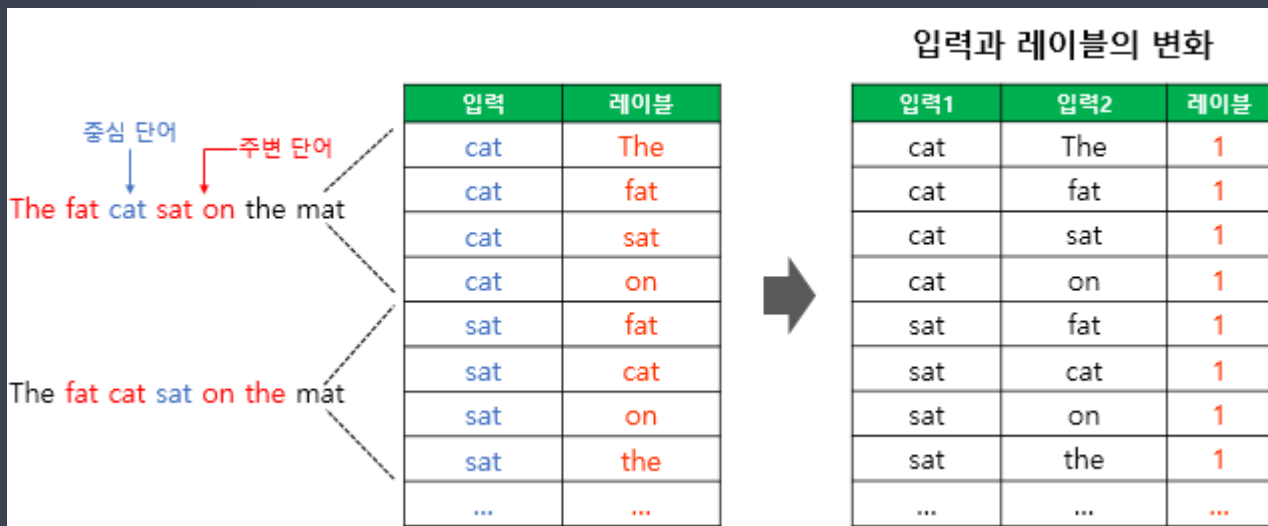 입력과 레이블의 변화
중심 단어
주변 단어
The fat cat sat on the mat
The fat cat sat on the mat
입력 레이블
cat The
cat fat
cat sat
cat on
sat fat
sat cat
sat on
sat the
... ...
입력1 입력2 레이블
cat The 1
cat fat 1
cat sat 1
cat on 1
sat fat 1
sat cat 1
sat on 1
sat the 1
... ... ...